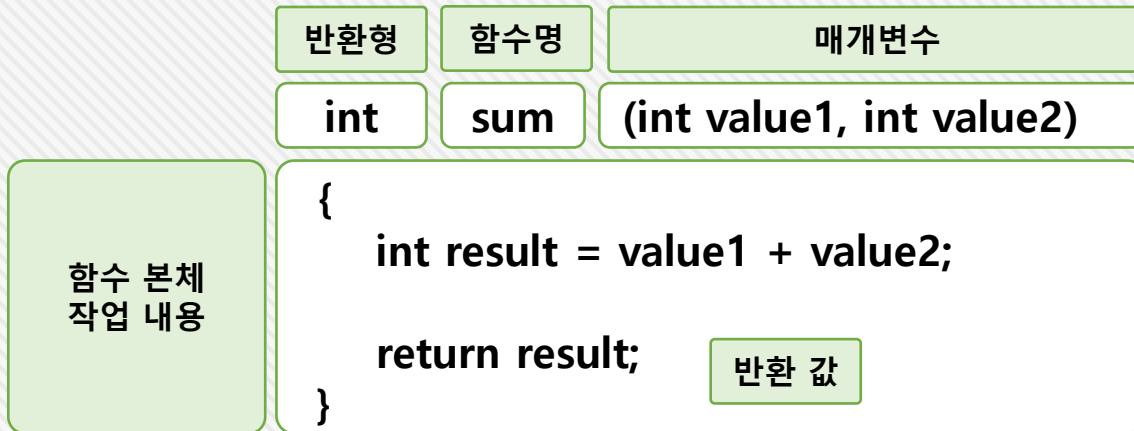 반환형 함수명 매개변수
int sum (int value1, int value2)
함수 본체
작업 내용
{
int result = value1 + value2;
return result;
반환 값
}